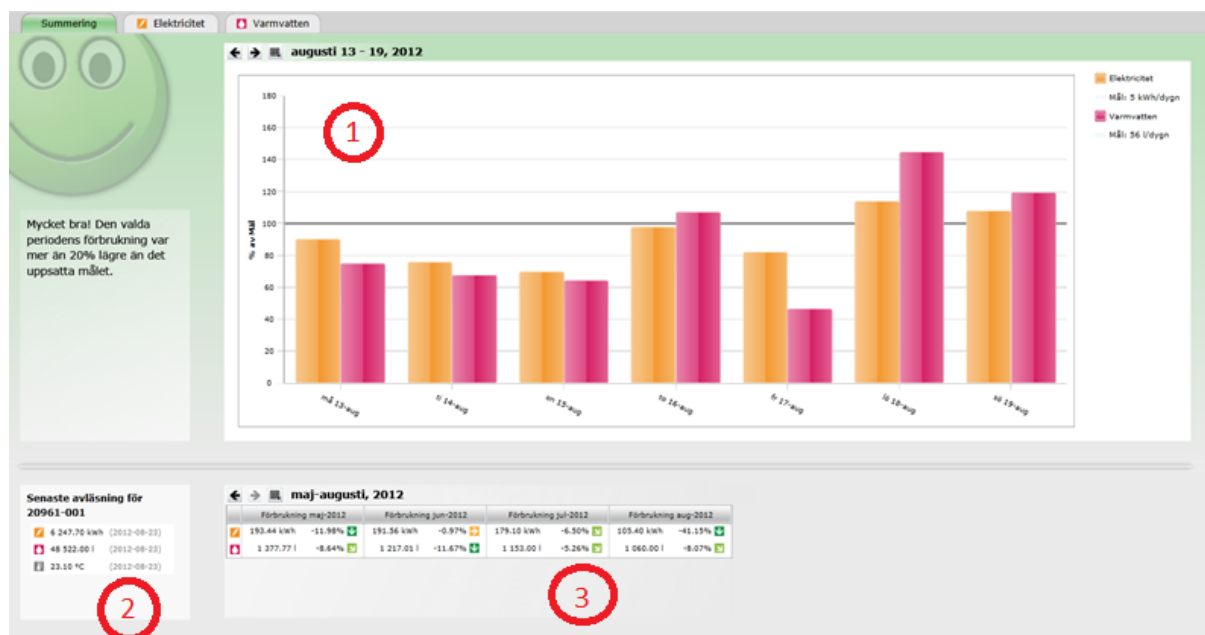 Summering Elektricitet Varmvatten
augusti 13 - 19, 2012
Mycket bra! Den valda
periodens förbrukning var
mer än 20% lägre än det
uppsatta målet.
% av Mål
180
160
140
120
100
80
60
40
20
0
må 13-aug ti 14-aug on 15-aug to 16-aug fr 17-aug lö 18-aug sö 19-aug
Elektricitet
Mål: 5 kWh/dygn
Varmvatten
Mål: 56 l/dygn
1
Senaste avläsning för
20961-001
6 247.70 kWh (2012-08-23)
48 522.00 l (2012-08-23)
23.10 °C (2012-08-23)
2
maj-augusti, 2012
Förbrukning maj-2012 Förbrukning jun-2012 Förbrukning jul-2012 Förbrukning aug-2012
193.44 kWh -11.98% 191.56 kWh -0.97% 179.10 kWh -6.50% 105.40 kWh -41.15%
1 377.77 l -8.64% 1 217.01 l -11.67% 1 153.00 l -5.26% 1 060.00 l -8.07%
3